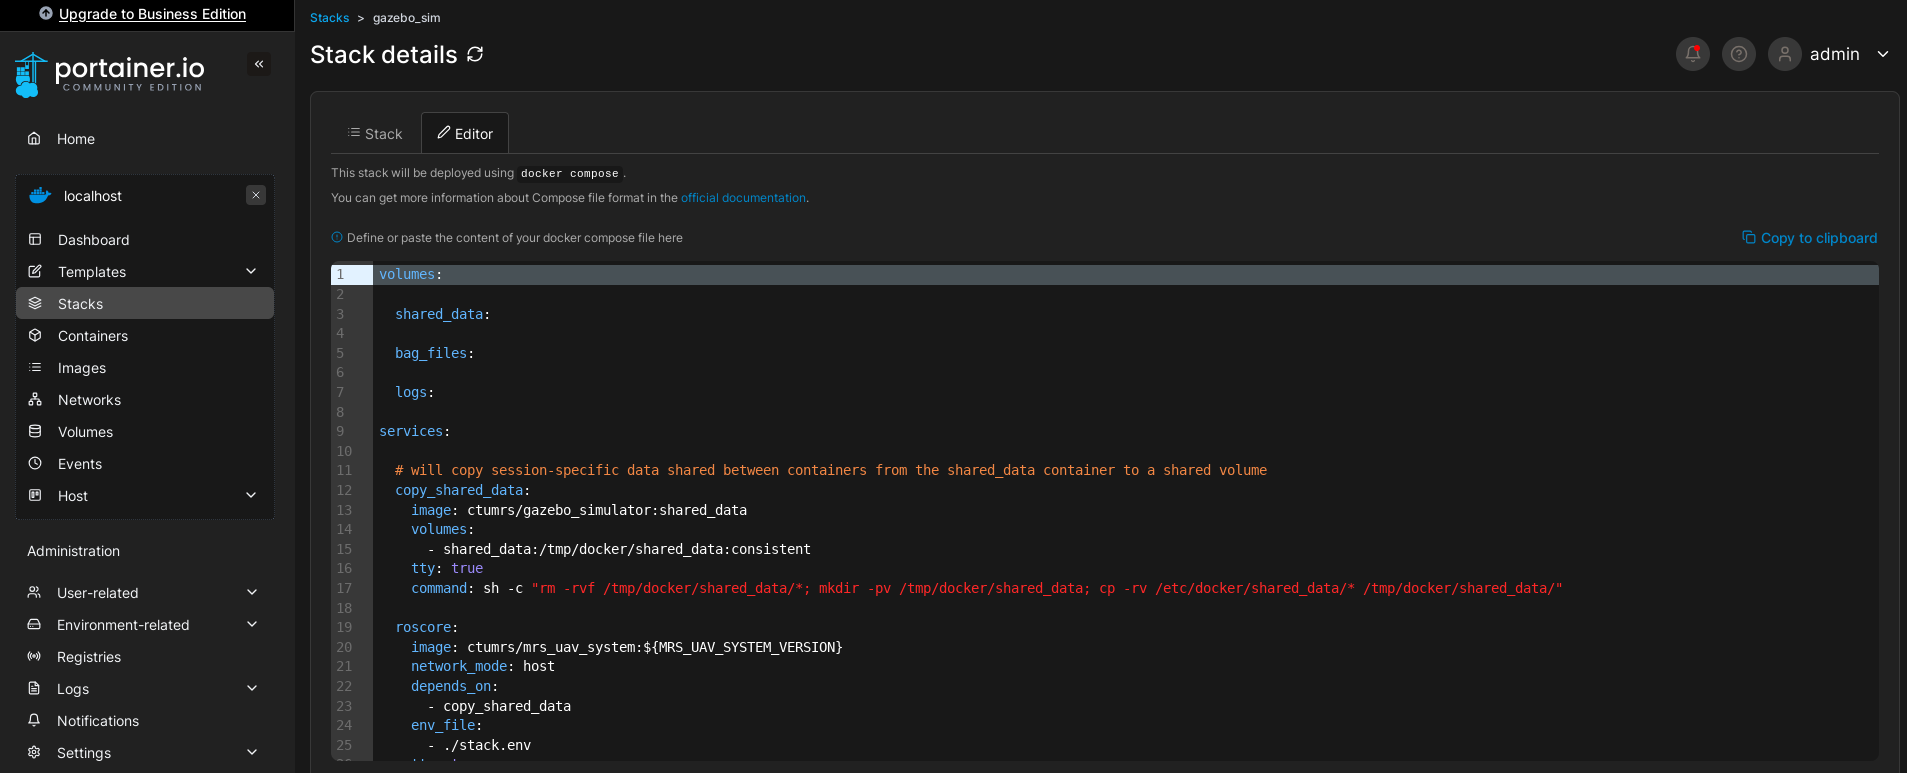 Upgrade to Business Edition
portainer.io
COMMUNITY EDITION
Home
localhost
Dashboard
Templates
Stacks
Containers
Images
Networks
Volumes
Events
Host
Administration
User-related
Environment-related
Registries
Logs
Notifications
Settings
Stacks > gazebo_sim
Stack details
admin
Stack
Editor
This stack will be deployed using docker compose.
You can get more information about Compose file format in the official documentation.
Define or paste the content of your docker compose file here
Copy to clipboard
1 volumes:
2
3   shared_data:
4
5   bag_files:
6
7   logs:
8
9 services:
10
11   # will copy session-specific data shared between containers from the shared_data container to a shared volume
12   copy_shared_data:
13     image: ctumrs/gazebo_simulator:shared_data
14     volumes:
15       - shared_data:/tmp/docker/shared_data:consistent
16     tty: true
17     command: sh -c "rm -rvf /tmp/docker/shared_data/*; mkdir -pv /tmp/docker/shared_data; cp -rv /etc/docker/shared_data/* /tmp/docker/shared_data/"
18
19   roscore:
20     image: ctumrs/mrs_uav_system:${MRS_UAV_SYSTEM_VERSION}
21     network_mode: host
22     depends_on:
23       - copy_shared_data
24     env_file:
25       - ./stack.env